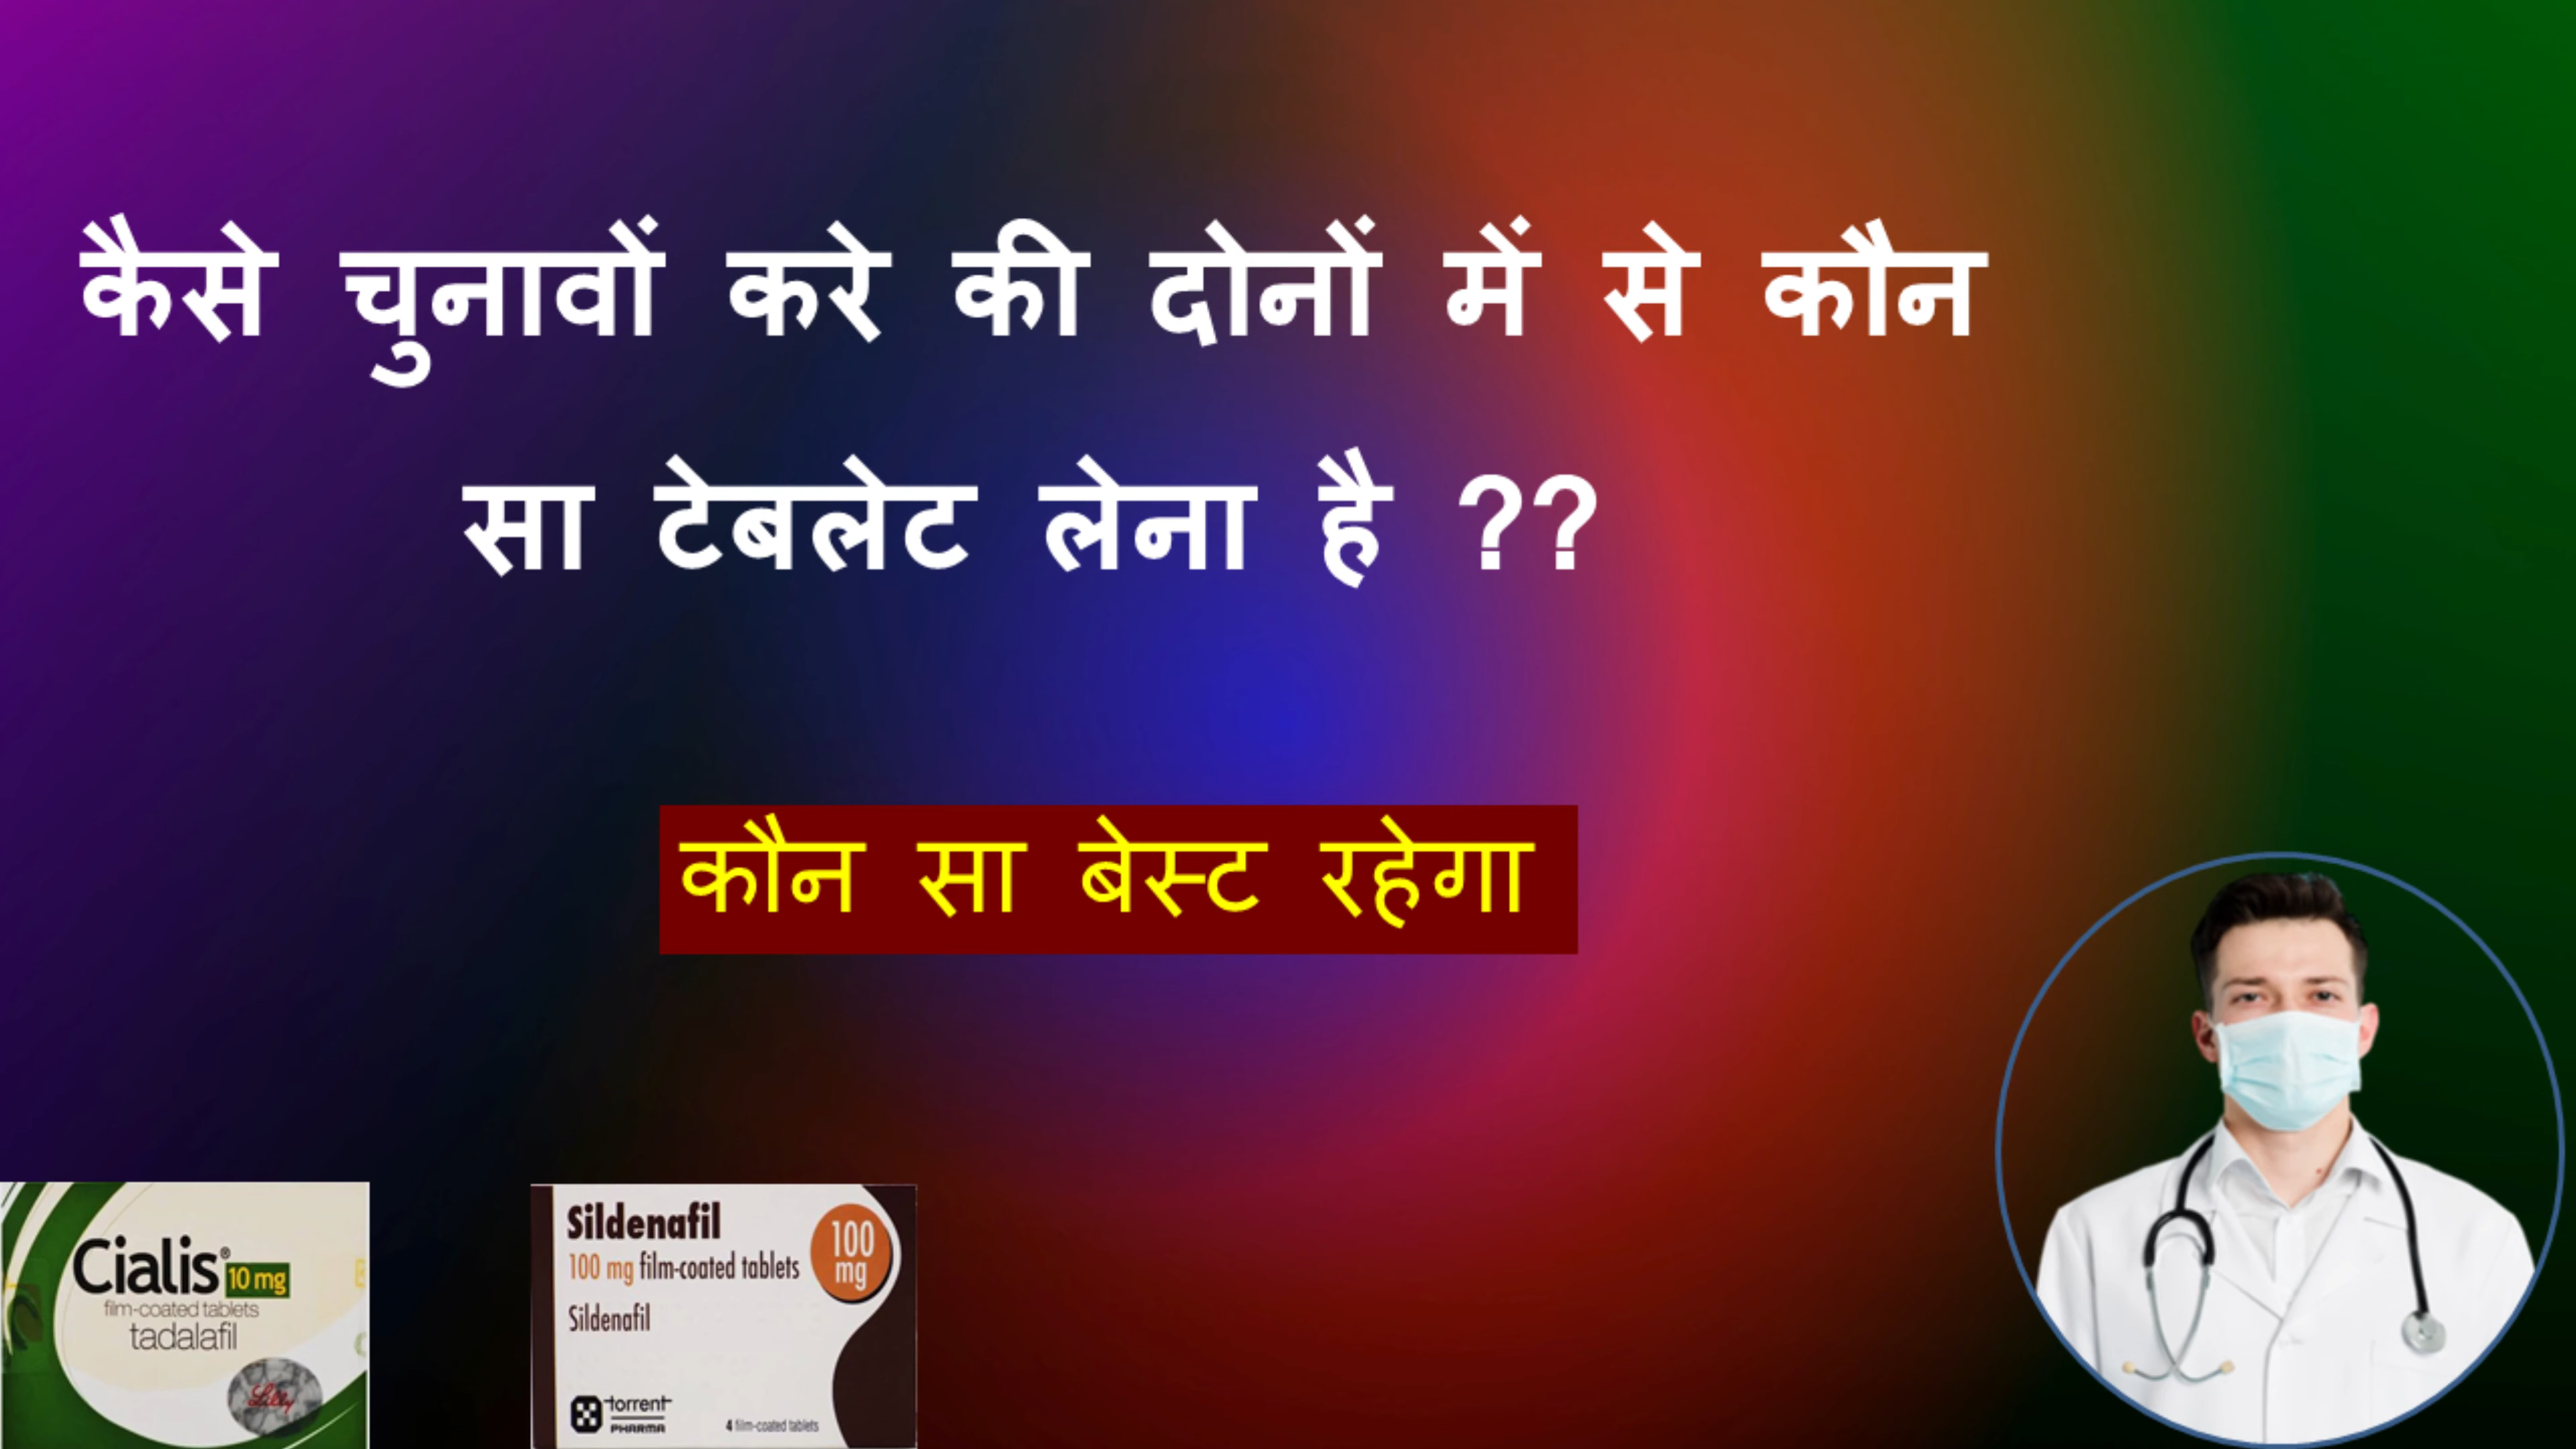 कैसे चुनावों करे की दोनों में से कौन
सा टेबलेट लेना है ??
कौन सा बेस्ट रहेगा
Cialis® 10 mg
film-coated tablets
tadalafil
Lilly
Sildenafil
100 mg film-coated tablets
100 mg
Sildenafil
torrent
PHARMA
4 film-coated tablets